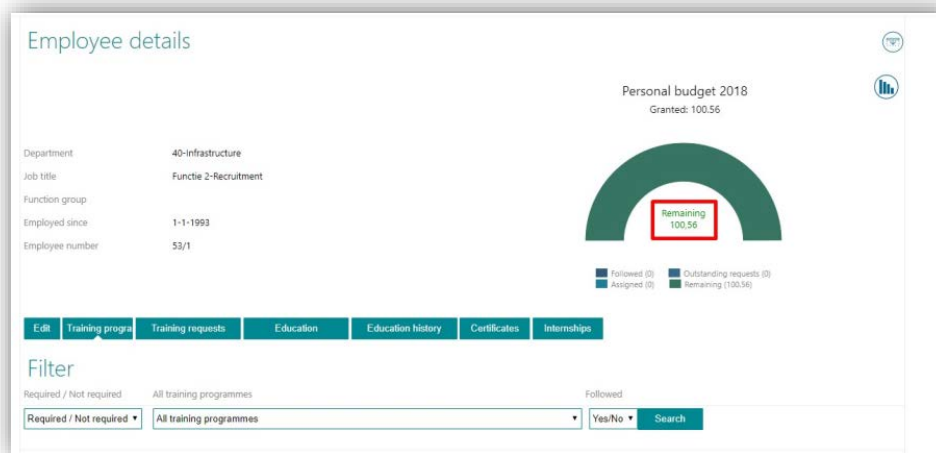 Employee details
Personal budget 2018
Granted: 100.56
Department 40-Infrastructure
Job title Functie 2-Recruitment
Function group
Employed since 1-1-1993
Employee number 53/1
Remaining
100,56
Followed (0) Outstanding requests (0)
Assigned (0) Remaining (100.56)
Edit Training progra Training requests Education Education history Certificates Internships
Filter
Required / Not required All training programmes Followed
Required / Not required All training programmes Yes/No Search